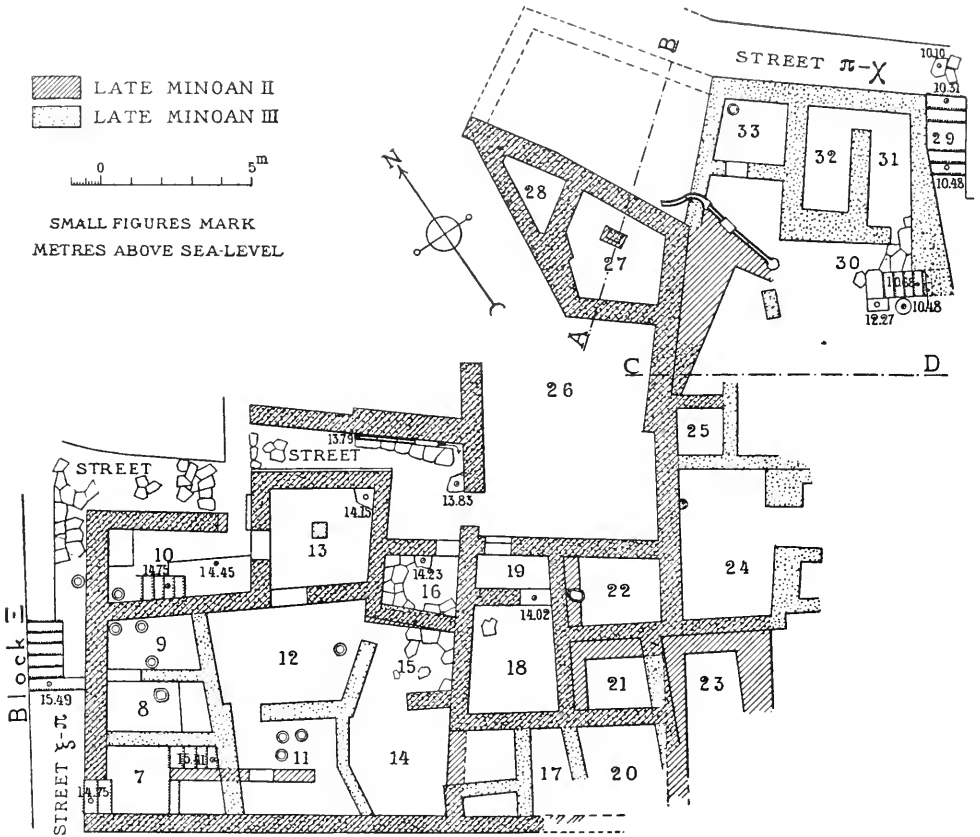 STREET π-χ
10.10
10.31
LATE MINOAN II
LATE MINOAN III
0 5m
SMALL FIGURES MARK
METRES ABOVE SEA-LEVEL
N
B
33
32
31
29
10.48
28
27
30
10.68
10.48
12.27
A
C
D
26
25
13.79
STREET
STREET
13.83
14.15
13
10
14.75
14.45
14.23
16
19
14.02
22
24
9
12
15
18
21
23
8
Block Ξ
15.49
11
14
17
20
15.41
7
14.75
STREET ξ-π